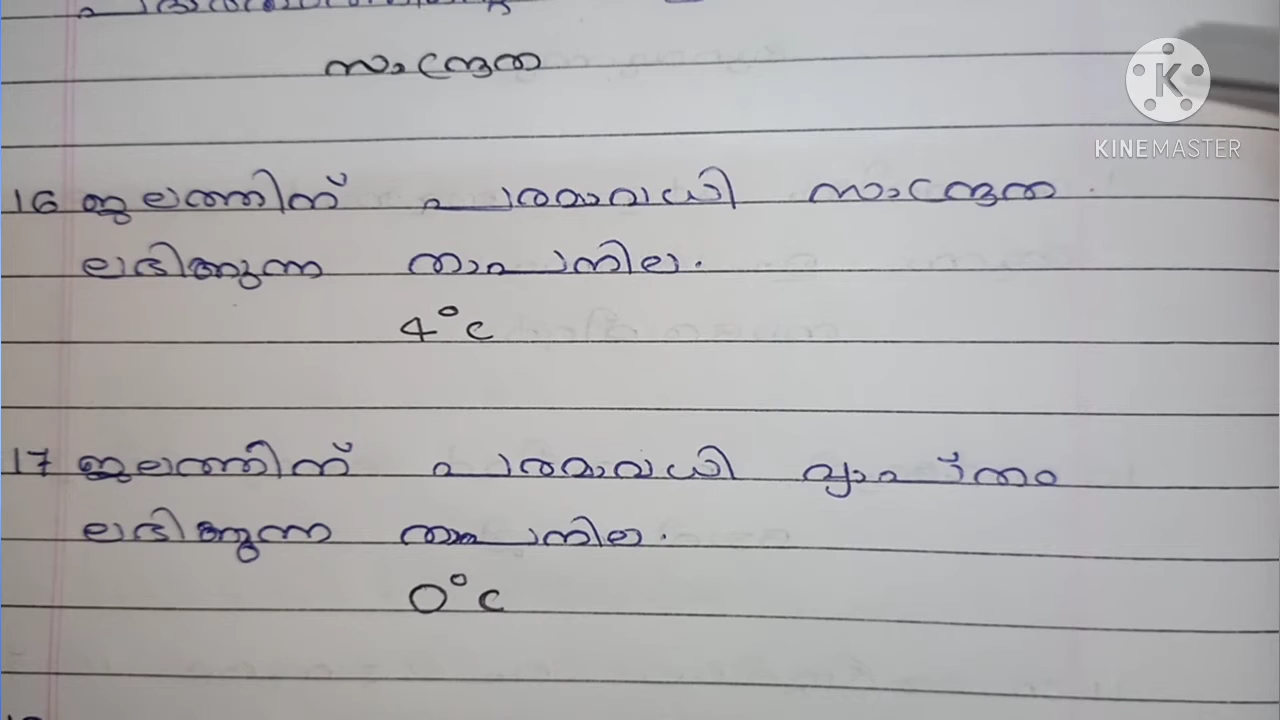 സാന്ദ്രത
KINEMASTER
16 ജലത്തിന് പരമാവധി സാന്ദ്രത
ലഭിക്കുന്ന താപനില.
4°c
17 ജലത്തിന് പരമാവധി വ്യാപ്തം
ലഭിക്കുന്ന താപനില.
0°c